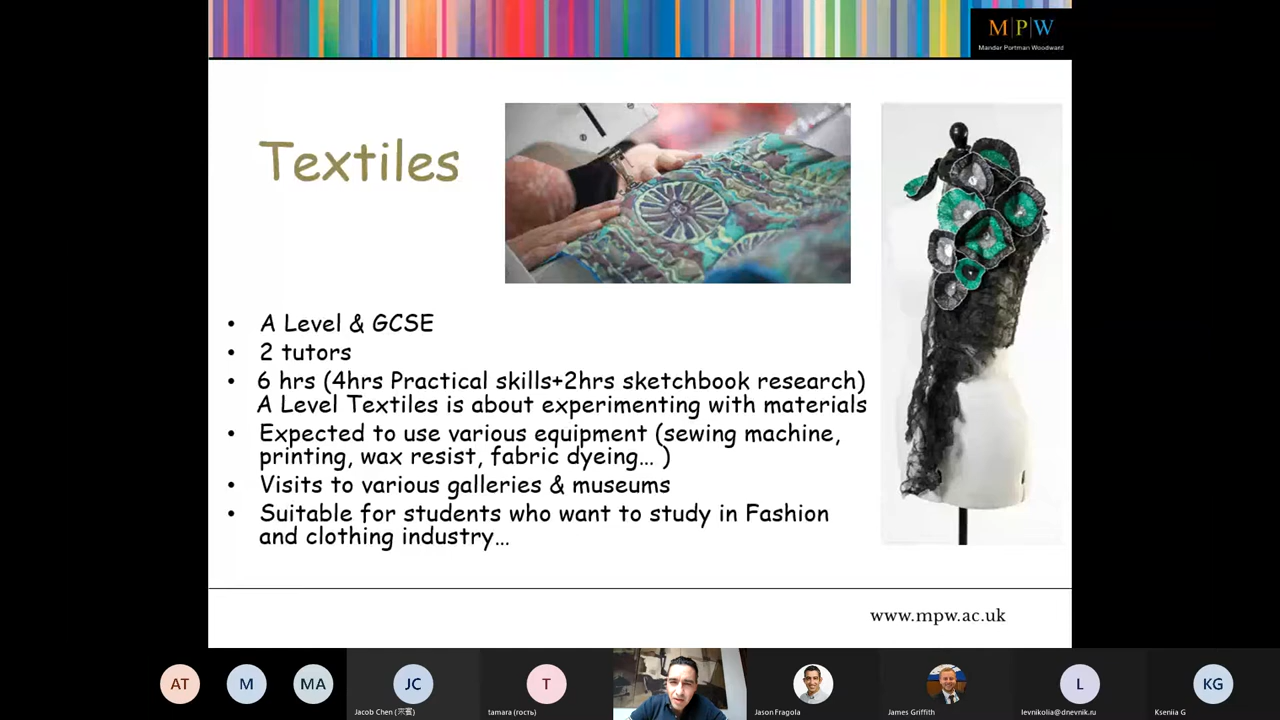 M|P|W
Mander Portman Woodward
Textiles
• A Level & GCSE
• 2 tutors
• 6 hrs (4hrs Practical skills+2hrs sketchbook research)
A Level Textiles is about experimenting with materials
• Expected to use various equipment (sewing machine,
printing, wax resist, fabric dyeing... )
• Visits to various galleries & museums
• Suitable for students who want to study in Fashion
and clothing industry...
www.mpw.ac.uk
AT
M
MA
JC
T
L
KG
Jacob Chen (宗賓)
tamara (гость)
Jason Fragola
James Griffith
levnikolia@dnevnik.ru
Kseniia G